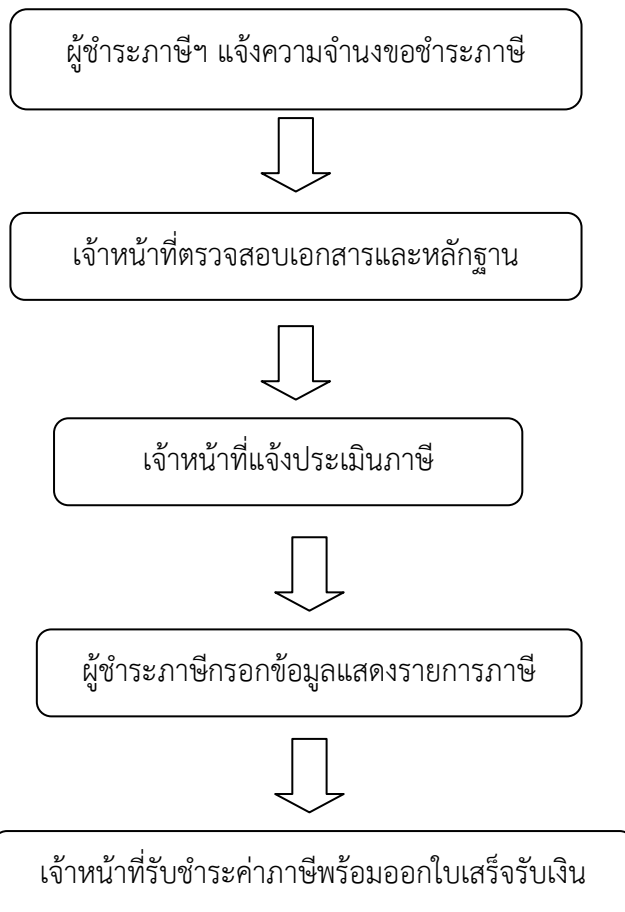 ผู้ชำระภาษีฯ แจ้งความจำนงขอชำระภาษี
เจ้าหน้าที่ตรวจสอบเอกสารและหลักฐาน
เจ้าหน้าที่แจ้งประเมินภาษี
ผู้ชำระภาษีกรอกข้อมูลแสดงรายการภาษี
เจ้าหน้าที่รับชำระค่าภาษีพร้อมออกใบเสร็จรับเงิน